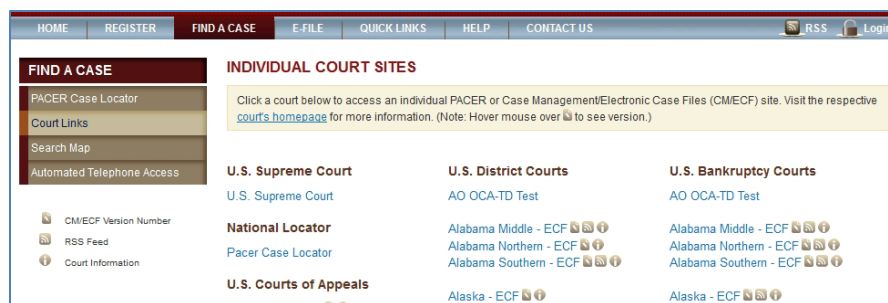 HOME REGISTER FIND A CASE E-FILE QUICK LINKS HELP CONTACT US RSS Login
FIND A CASE
PACER Case Locator
Court Links
Search Map
Automated Telephone Access
CM/ECF Version Number
RSS Feed
Court Information
INDIVIDUAL COURT SITES
Click a court below to access an individual PACER or Case Management/Electronic Case Files (CM/ECF) site. Visit the respective
court's homepage for more information. (Note: Hover mouse over to see version.)
U.S. Supreme Court
U.S. Supreme Court
National Locator
Pacer Case Locator
U.S. Courts of Appeals
U.S. District Courts
AO OCA-TD Test
Alabama Middle - ECF
Alabama Northern - ECF
Alabama Southern - ECF
Alaska - ECF
U.S. Bankruptcy Courts
AO OCA-TD Test
Alabama Middle - ECF
Alabama Northern - ECF
Alabama Southern - ECF
Alaska - ECF